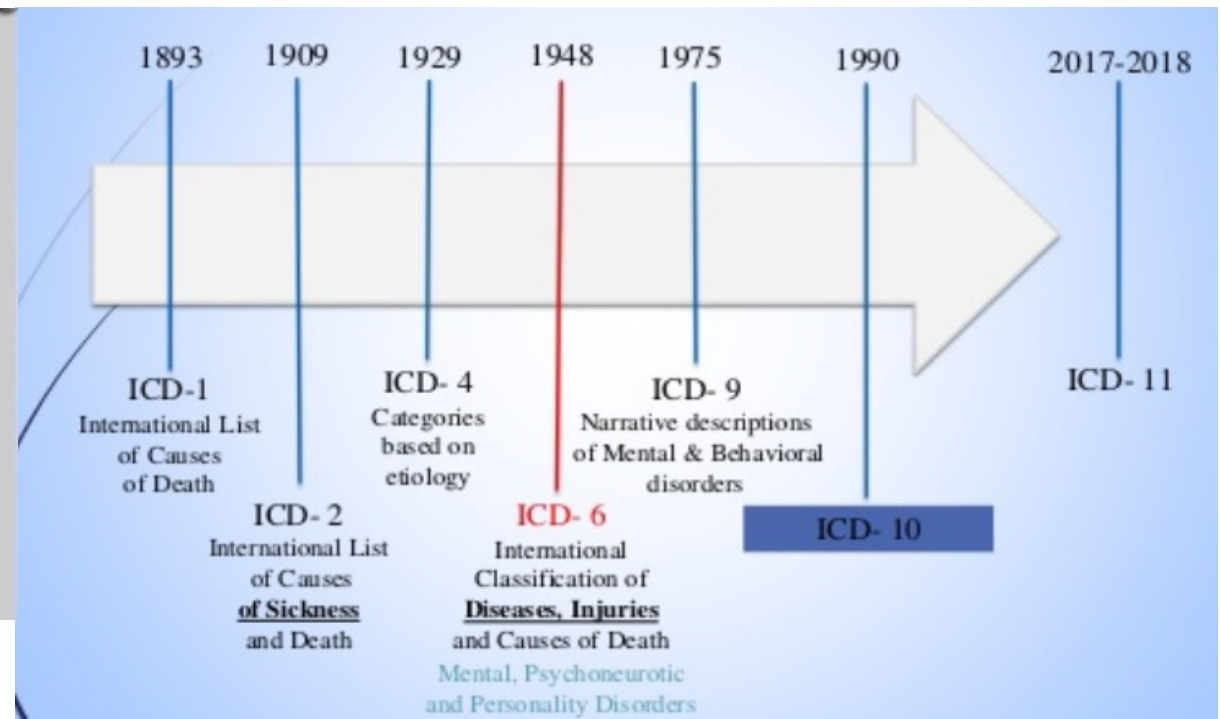 1893
1909
1929
1948
1975
1990
2017-2018
ICD-1
International List
of Causes
of Death
ICD- 2
International List
of Causes
of Sickness
and Death
ICD- 4
Categories
based on
etiology
ICD- 6
International
Classification of
Diseases, Injuries
and Causes of Death
Mental, Psychoneurotic
and Personality Disorders
ICD- 9
Narrative descriptions
of Mental & Behavioral
disorders
ICD- 10
ICD- 11